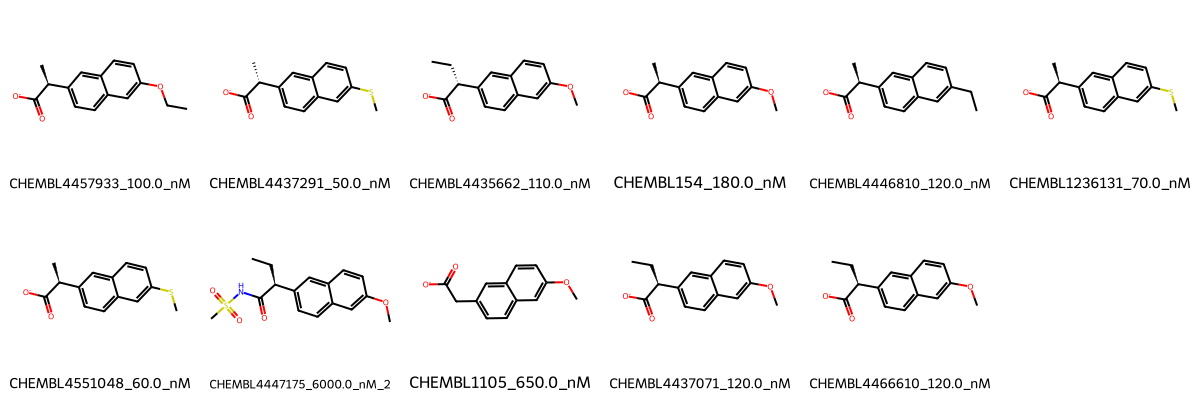 CHEMBL4457933_100.0_nM
CHEMBL4437291_50.0_nM
CHEMBL4435662_110.0_nM
CHEMBL154_180.0_nM
CHEMBL4446810_120.0_nM
CHEMBL1236131_70.0_nM
CHEMBL4551048_60.0_nM
CHEMBL4447175_6000.0_nM_2
CHEMBL1105_650.0_nM
CHEMBL4437071_120.0_nM
CHEMBL4466610_120.0_nM